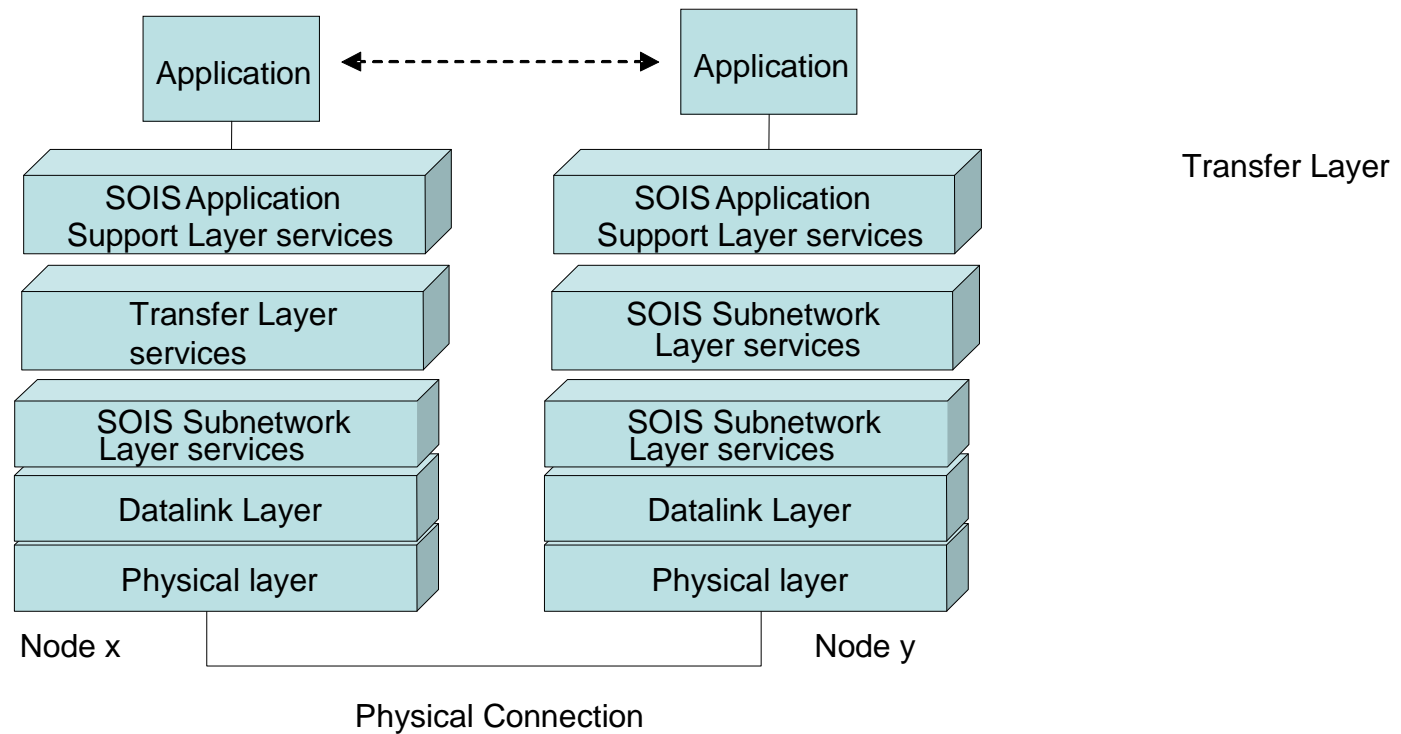 Application
Application
Transfer Layer
SOIS Application
Support Layer services
SOIS Application
Support Layer services
Transfer Layer
services
SOIS Subnetwork
Layer services
SOIS Subnetwork
Layer services
SOIS Subnetwork
Layer services
Datalink Layer
Datalink Layer
Physical layer
Physical layer
Node x
Node y
Physical Connection